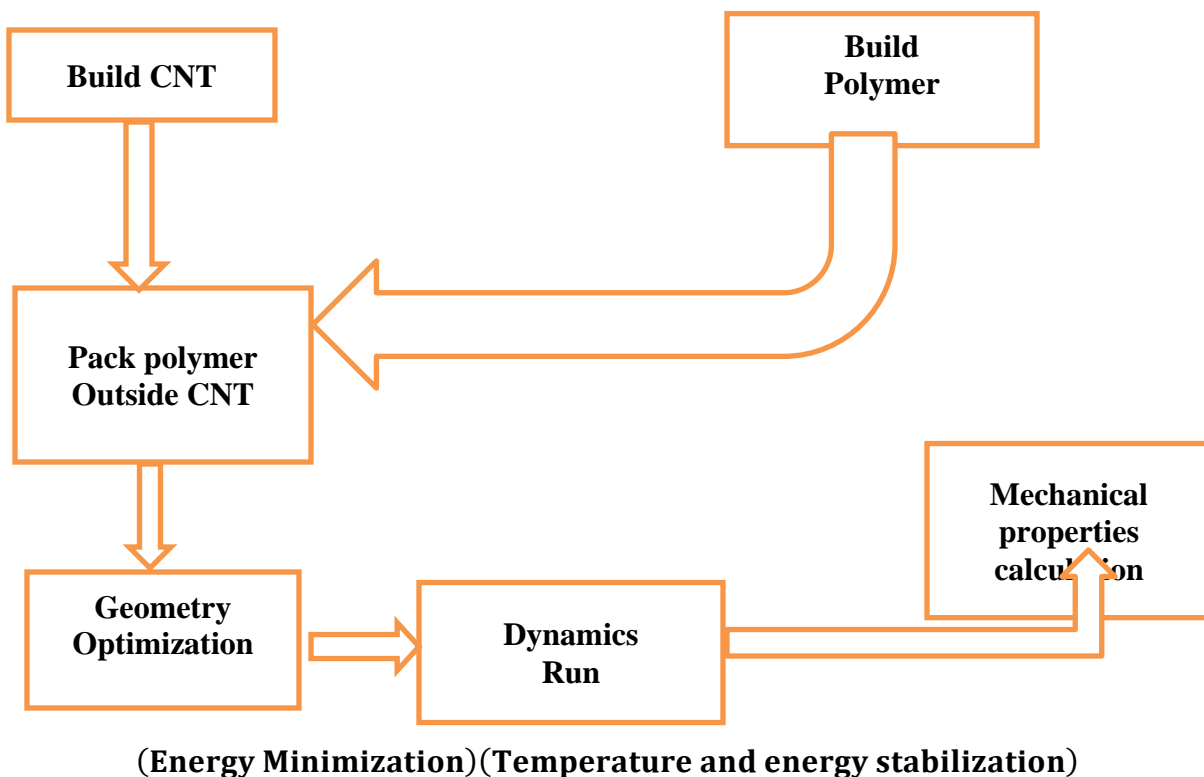 Build CNT
Build
Polymer
Pack polymer
Outside CNT
Mechanical
properties
calculation
Geometry
Optimization
Dynamics
Run
(Energy Minimization)(Temperature and energy stabilization)